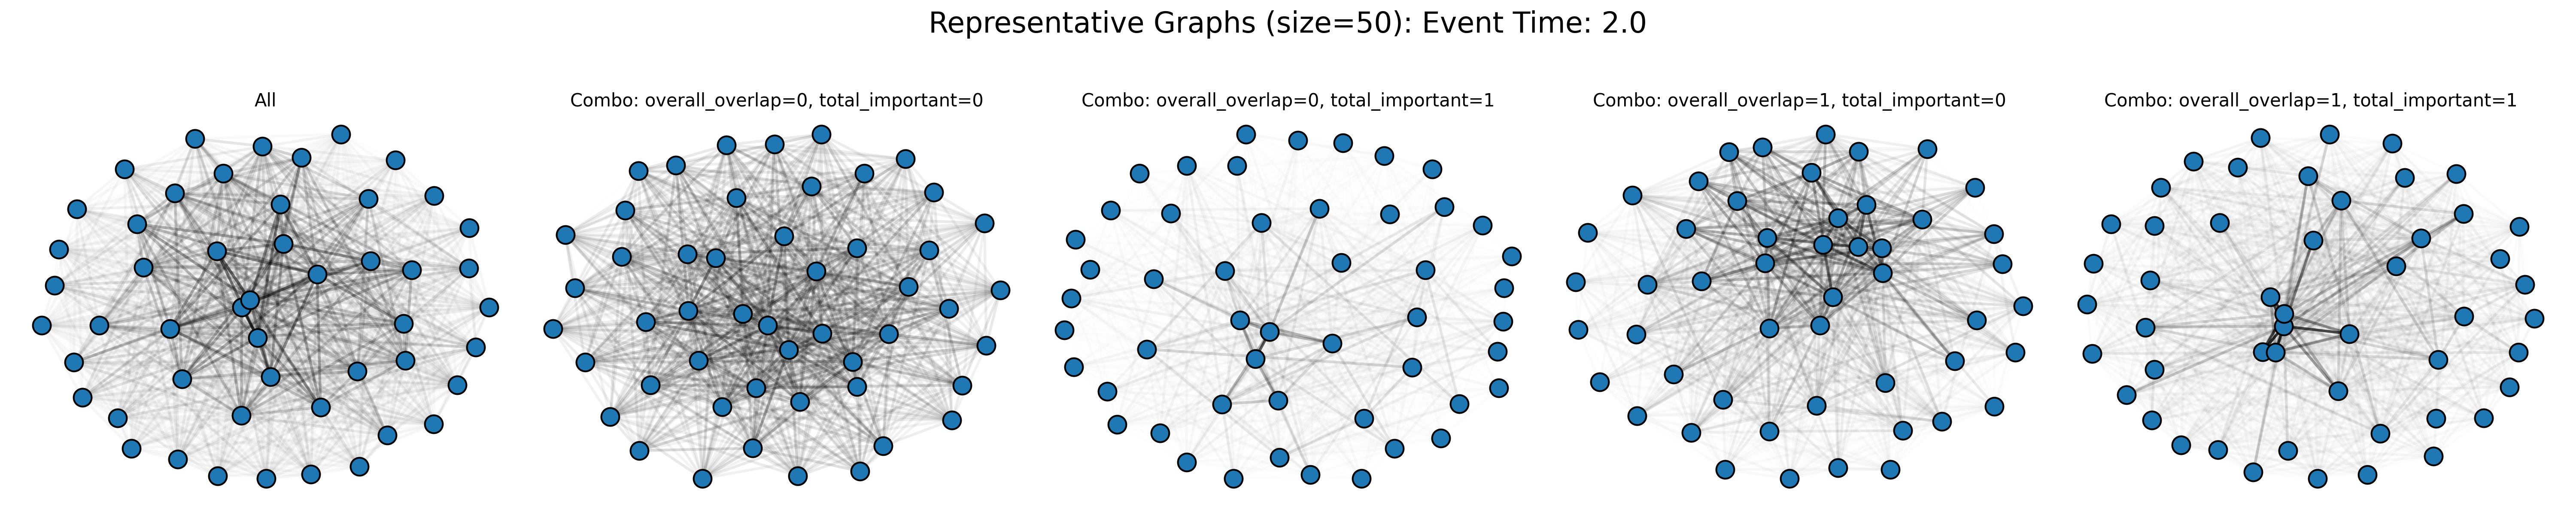 Representative Graphs (size=50): Event Time: 2.0
All
Combo: overall_overlap=0, total_important=0
Combo: overall_overlap=0, total_important=1
Combo: overall_overlap=1, total_important=0
Combo: overall_overlap=1, total_important=1